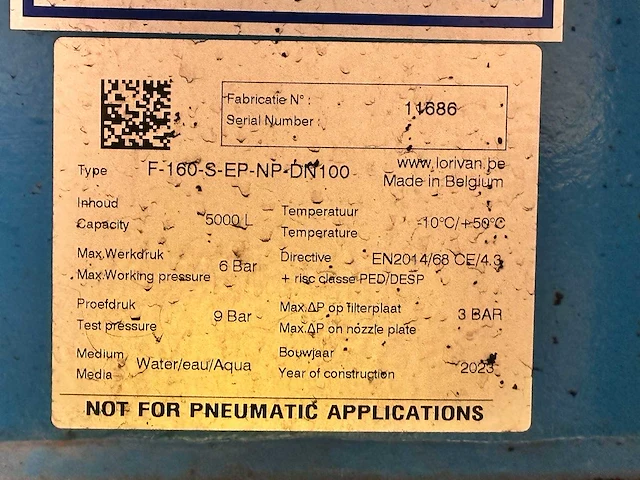 Fabricatie N° :
Serial Number :
11686
Type F-160-S-EP-NP-DN100
www.lorivan.be
Made in Belgium
Inhoud
Capacity
5000 L
Temperatuur
Temperature
-10°C/+50°C
Max.Werkdruk
Max.Working pressure
6 Bar
Directive EN2014/68 CE/4.3
+ risc classe PED/DESP
Proefdruk
Test pressure
9 Bar
Max.ΔP op filterplaat
Max.ΔP on nozzle plate
3 BAR
Medium
Media
Water/eau/Aqua
Bouwjaar
Year of construction
2023
NOT FOR PNEUMATIC APPLICATIONS